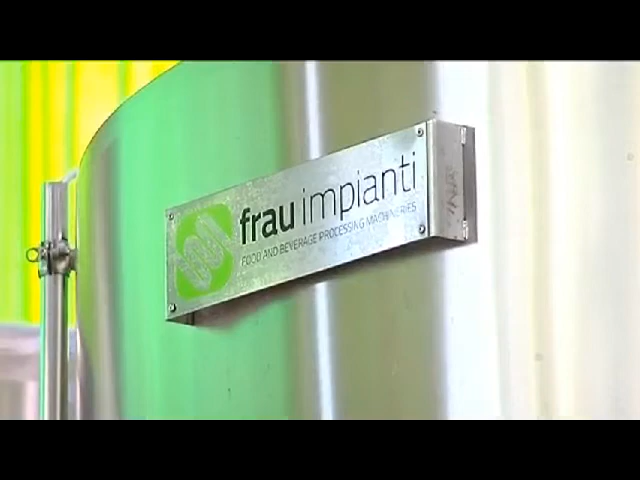 frau impianti
FOOD AND BEVERAGE PROCESSING MACHINERIES